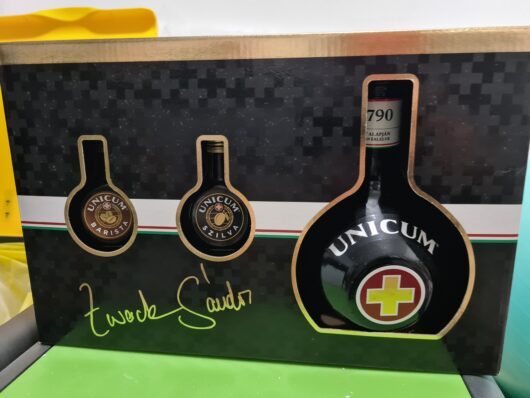 UNICUM
BARISTA
UNICUM
SZILVA
790
ALAPJÁN
UNICUM
Zwack Sándor